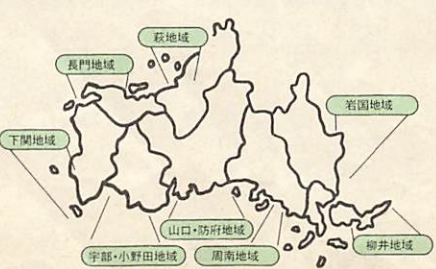 萩地域
長門地域
岩国地域
下関地域
山口・防府地域
宇部・小野田地域
周南地域
柳井地域